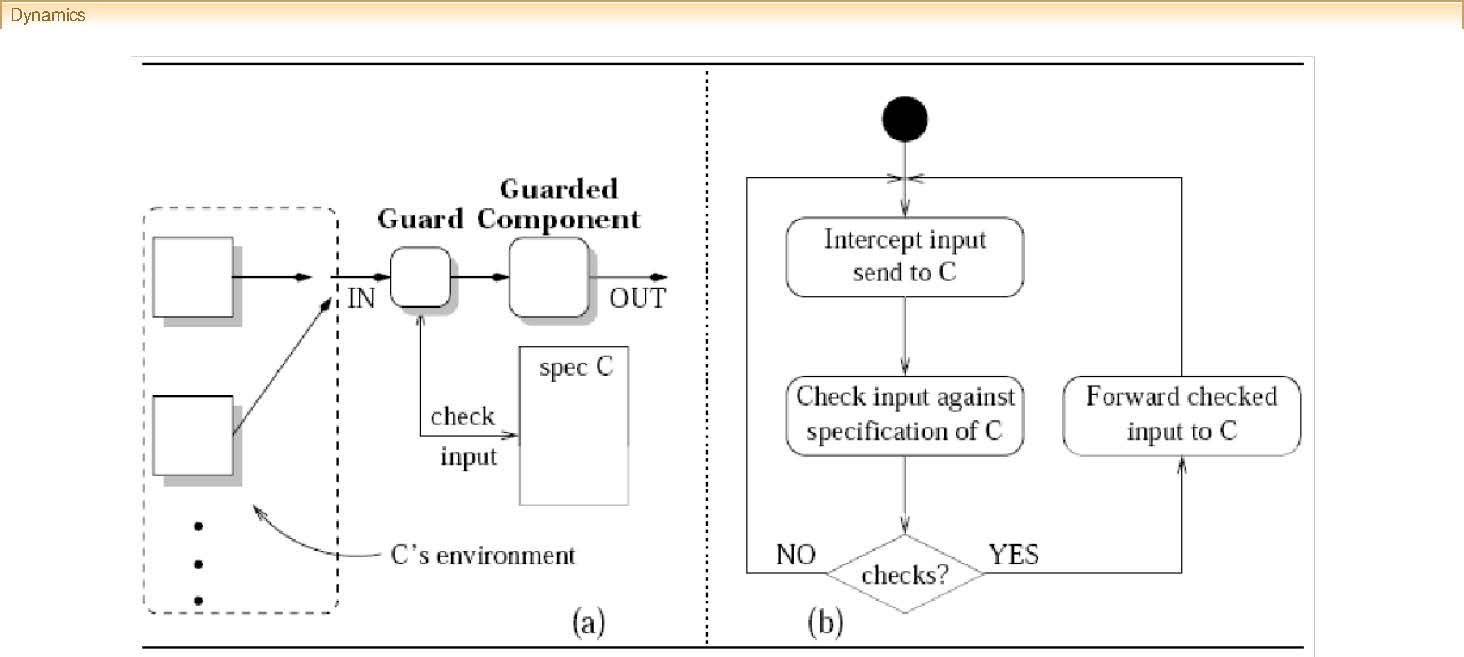 Dynamics
Guarded
Guard Component
IN
OUT
spec C
check
input
C's environment
(a)
Intercept input
send to C
Check input against
specification of C
Forward checked
input to C
NO
YES
checks?
(b)